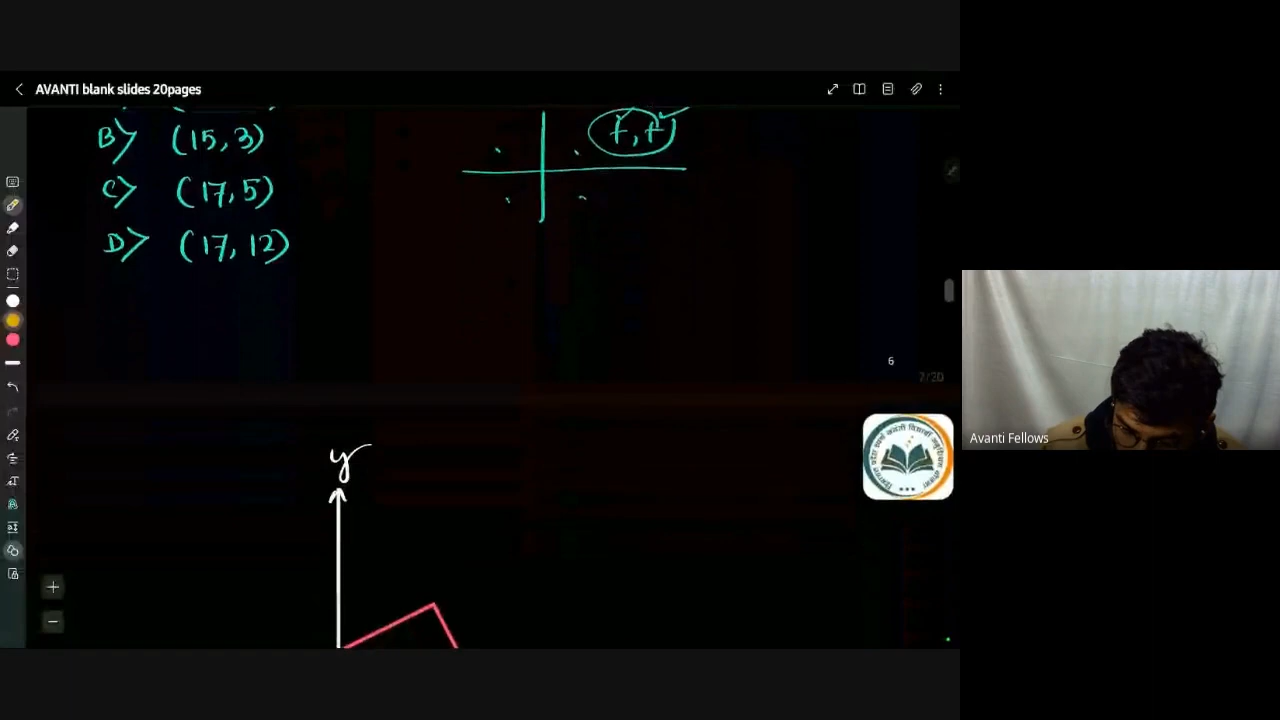 AVANTI blank slides 20pages
B> (15, 3)
+, +
C> (17, 5)
D> (17, 12)
6
7/20
y
Avanti Fellows